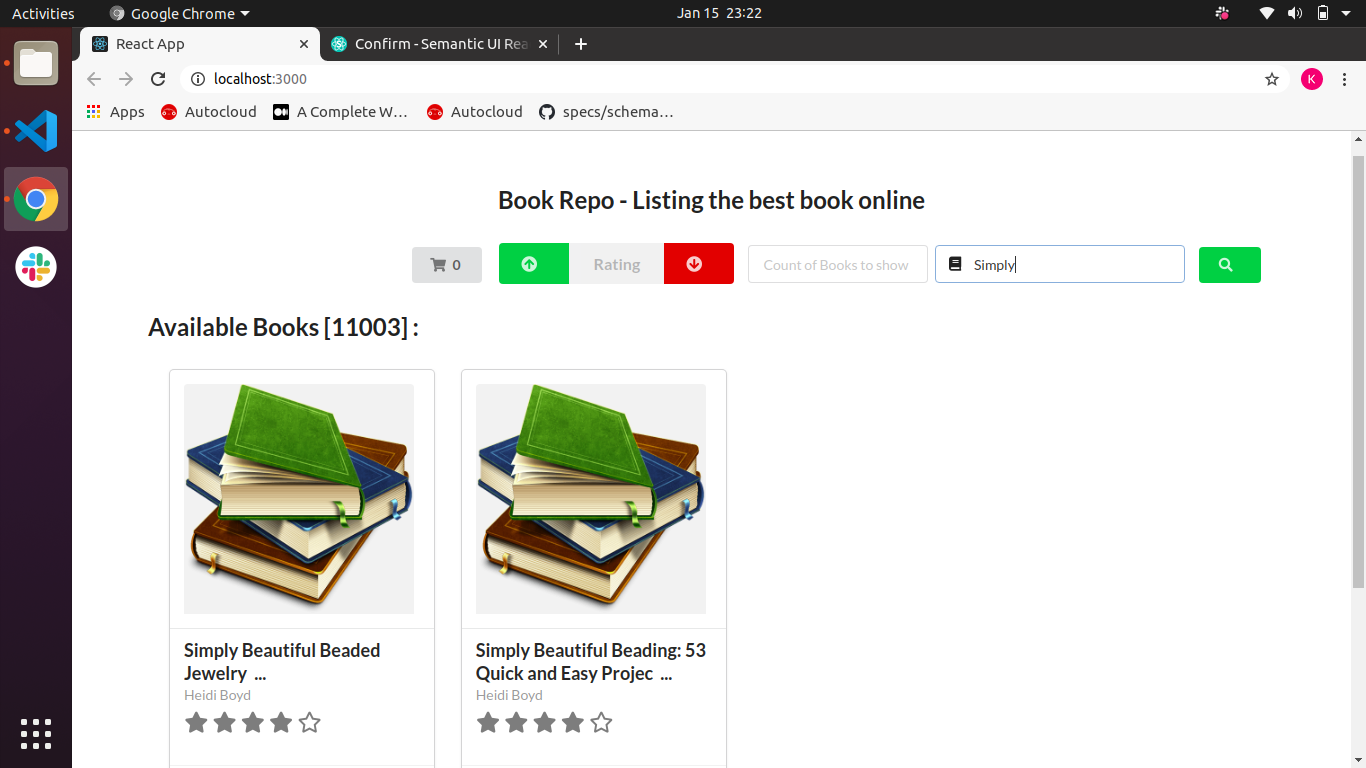 Activities
Google Chrome
Jan 15 23:22
React App
Confirm - Semantic UI Rea
localhost:3000
K
Apps
Autocloud
A Complete W…
Autocloud
specs/schema…
Book Repo - Listing the best book online
0
Rating
Count of Books to show
Simply
Available Books [11003] :
Simply Beautiful Beaded
Jewelry ...
Heidi Boyd
Simply Beautiful Beading: 53
Quick and Easy Projec ...
Heidi Boyd